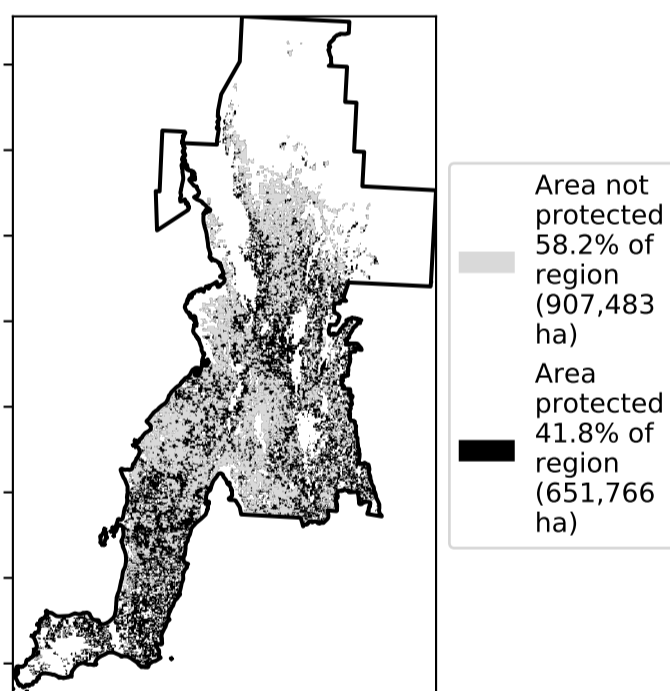 Area not
protected
58.2% of
region
(907,483
ha)
Area
protected
41.8% of
region
(651,766
ha)